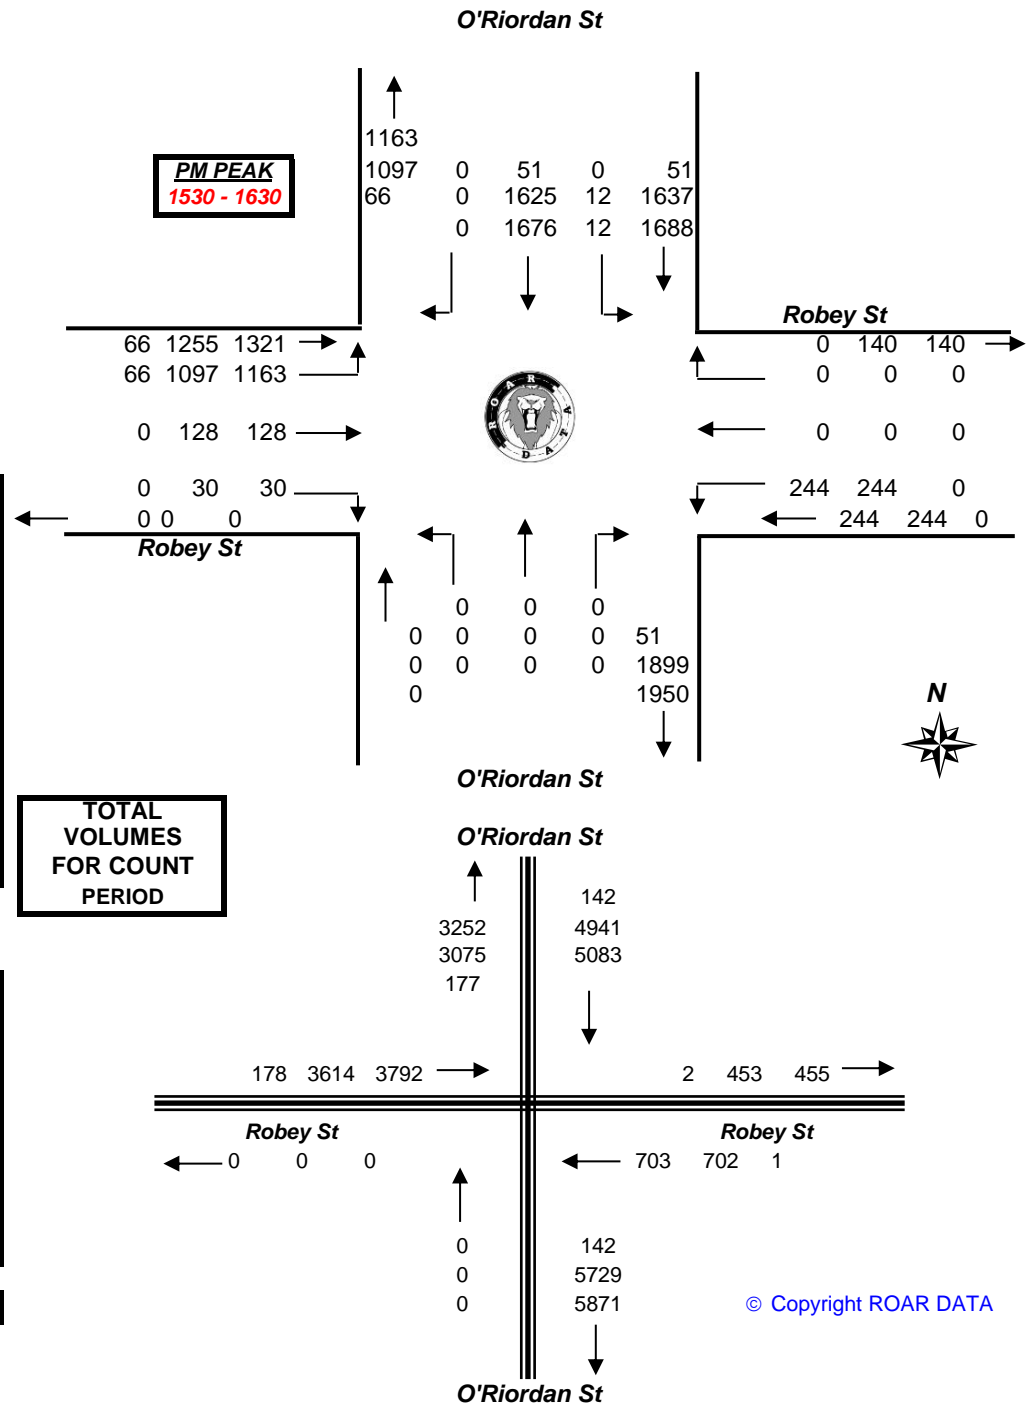 O'Riordan St
1163
PM PEAK
1097 0 51 0 51
1530 - 1630
66 0 1625 12 1637
0 1676 12 1688
Robey St
66 1255 1321
0 140 140
66 1097 1163
0 0 0
ROAR DATA
0 128 128
0 0 0
0 30 30
244 244 0
0 0 0
244 244 0
Robey St
0 0 0
0 0 0 0 51
0 0 0 0 1899
0 1950
N
O'Riordan St
TOTAL
VOLUMES
FOR COUNT
PERIOD
O'Riordan St
142
3252 4941
3075 5083
177
178 3614 3792
2 453 455
Robey St
Robey St
0 0 0
703 702 1
0 142
0 5729
0 5871
© Copyright ROAR DATA
O'Riordan St